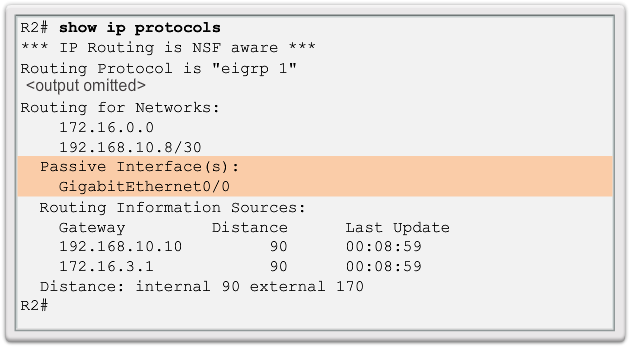 R2# show ip protocols
*** IP Routing is NSF aware ***
Routing Protocol is "eigrp 1"
<output omitted>
Routing for Networks:
172.16.0.0
192.168.10.8/30
Passive Interface(s):
GigabitEthernet0/0
Routing Information Sources:
Gateway Distance Last Update
192.168.10.10 90 00:08:59
172.16.3.1 90 00:08:59
Distance: internal 90 external 170
R2#